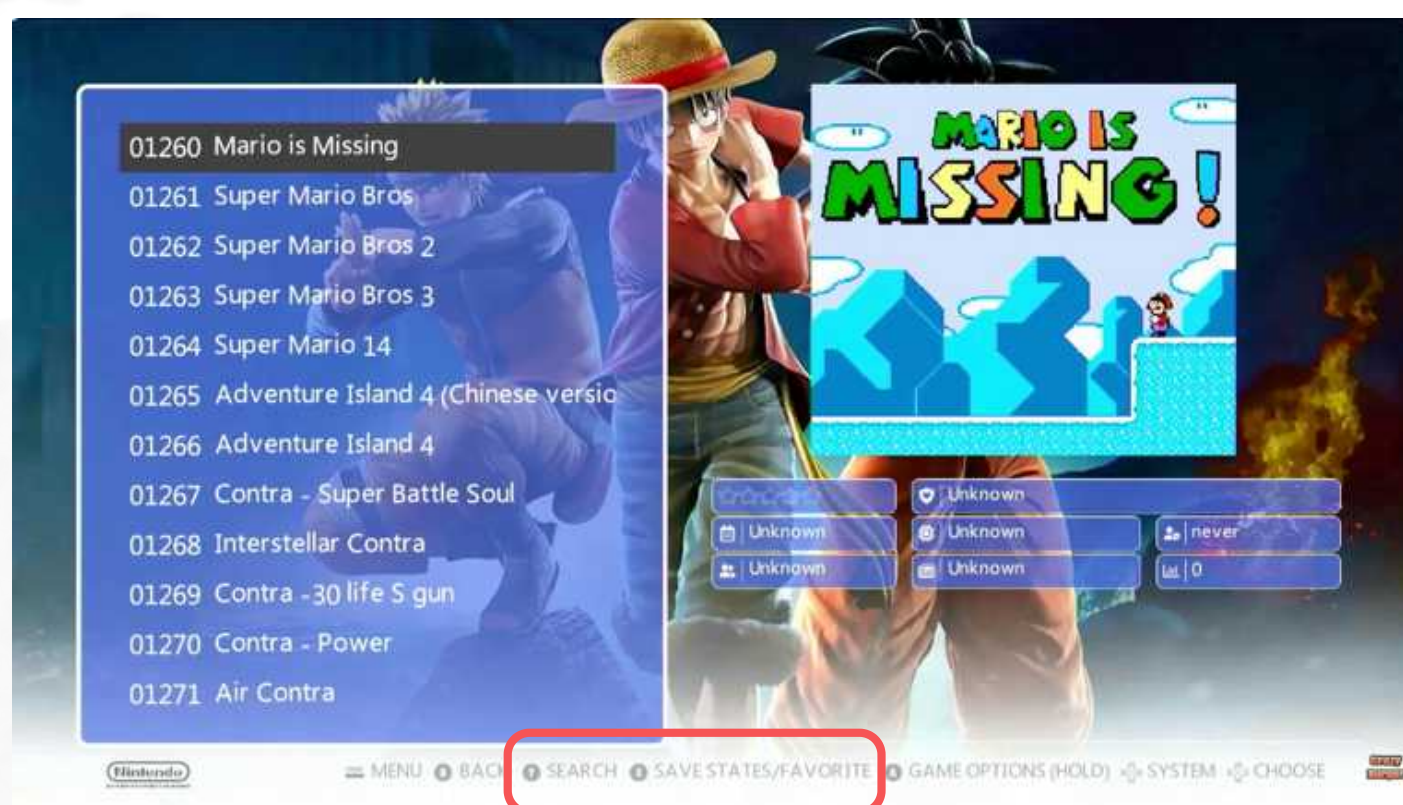 01260 Mario is Missing
01261 Super Mario Bros
01262 Super Mario Bros 2
01263 Super Mario Bros 3
01264 Super Mario 14
01265 Adventure Island 4 (Chinese versio
01266 Adventure Island 4
01267 Contra - Super Battle Soul
01268 Interstellar Contra
01269 Contra -30 life S gun
01270 Contra - Power
01271 Air Contra
MARIO IS
MISSING!
Unknown
Unknown
Unknown
never
Unknown
Unknown
0
Nintendo
MENU BACK SEARCH SAVE STATES/FAVORITE GAME OPTIONS (HOLD) SYSTEM CHOOSE